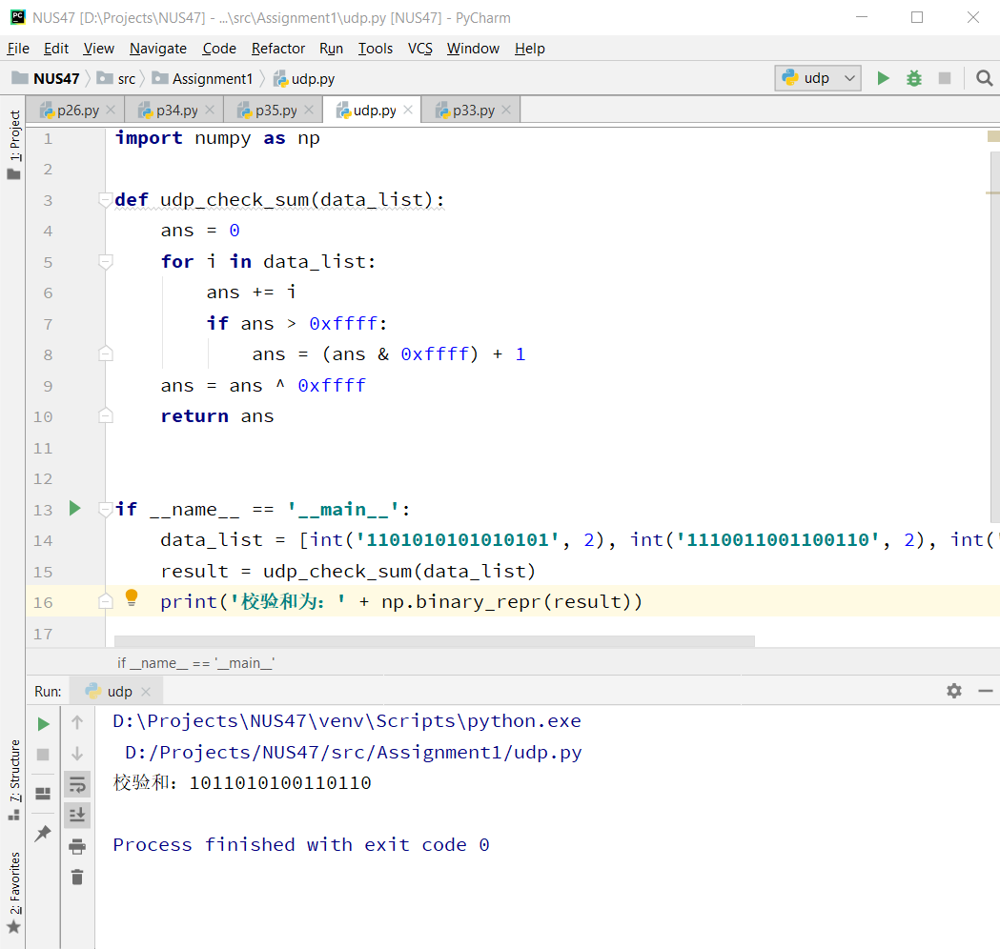 NUS47 [D:\Projects\NUS47] - ...\src\Assignment1\udp.py [NUS47] - PyCharm
File Edit View Navigate Code Refactor Run Tools VCS Window Help
NUS47 src Assignment1 udp.py udp
p26.py p34.py p35.py udp.py p33.py
1: Project
1 import numpy as np
2
3 def udp_check_sum(data_list):
4     ans = 0
5     for i in data_list:
6         ans += i
7         if ans > 0xffff:
8             ans = (ans & 0xffff) + 1
9     ans = ans ^ 0xffff
10     return ans
11
12
13 if __name__ == '__main__':
14     data_list = [int('1101010101010101', 2), int('1110011001100110', 2), int('
15     result = udp_check_sum(data_list)
16     print('校验和为：' + np.binary_repr(result))
17
if __name__ == '__main__'
Run: udp
D:\Projects\NUS47\venv\Scripts\python.exe
D:/Projects/NUS47/src/Assignment1/udp.py
校验和：1011010100110110
Process finished with exit code 0
7: Structure
2: Favorites